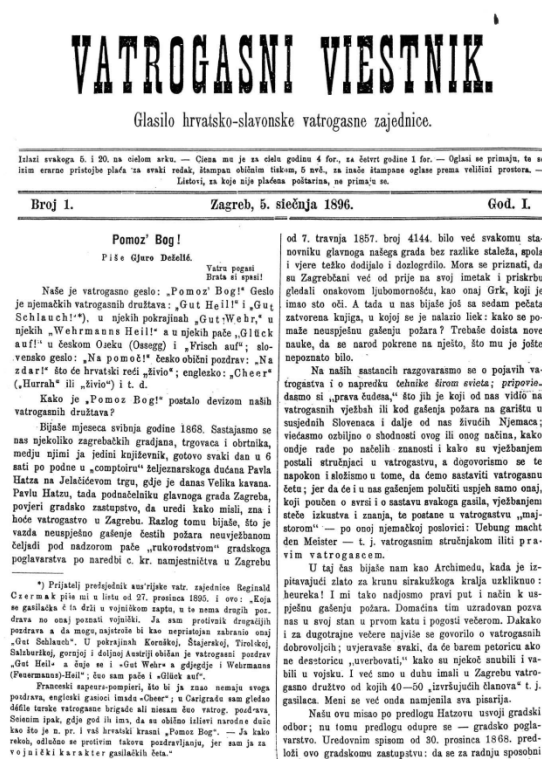 VATROGASNI VIESTNIK.
Glasilo hrvatsko-slavonske vatrogasne zajednice.
Izlazi svakoga 5. i 20. na cielom arku. — Ciena mu je za cielu godinu 4 for., za četvrt godine 1 for. — Oglasi se primaju, te se
izim erarne pristojbe plaća za svaki redak, štampan običnim tiskom, 5 nvč., za inače štampane oglase prema veličini prostora. —
Listovi, za koje nije plaćena poštarina, ne primaju se.
Broj 1.
Zagreb, 5. siečnja 1896.
God. I.
Pomoz' Bog!
Piše Gjuro Deželić.
Vatru pogasi
Brata si spasi!
Naše je vatrogasno geslo: „Pomoz' Bog!" Geslo
je njemačkih vatrogasnih družtava: „Gut Heil!" i „Gut
Schlauch!"*), u njekih pokrajinah „Gut Wehr," u
njekih „Wehrmanns Heil!" a u njekih pače „Glück
auf!" u českom Ojeku (Ossegg) i „Frisch auf"; slo-
vensko geslo: „Na pomoč!" česko obični pozdrav: „Na
zdar!" što će hrvatski reći „živio"; englezko: „Cheer"
(„Hurrah" ili „živio") i t. d.
Kako je „Pomoz Bog!" postalo devizom naših
vatrogasnih družtava?
Bijaše mjeseca svibnja godine 1868. Sastajasmo se
nas njekoliko zagrebačkih gradjana, trgovaca i obrtnika,
medju njimi ja jedini književnik, gotovo svaki dan u 6
sati po podne u „comptoiru" željeznarskoga dućana Pavla
Hatza na Jelačićevom trgu, gdje je danas Velika kavana.
Pavlu Hatzu, tada podnačelniku glavnoga grada Zagreba,
povjeri gradsko zastupstvo, da uredi kako misli, zna i
hoće vatrogastvo u Zagrebu. Razlog tomu bijaše, što je
vazda neuspješno gašenje čestih požara neuvježbanom
čeljadi pod nadzorom pače „rukovodstvom" gradskoga
poglavarstva po naredbi c. kr. namjestničtva u Zagrebu
*) Prijatelj predsjednik austrijske vatr. zajednice Reginald
Czermak piše mi u listu od 27. prosinca 1895. i ovo: „Koja
se gasilačka četa drži u vojničkom zaptu, u te nema drugih poz-
drava no onaj poznati vojnički. Ja sam protivnik drugačijih
pozdrava a da mogu, najstrože bi kao nepristojan zabranio onaj
„Gut Schlauch". U pokrajinah Koruškoj, Štajerskoj, Tirolskoj,
Salzburžkoj, gornjoj i doljnoj Austriji običan je vatrogas. pozdrav
„Gut Heil" a čuje se i „Gut Wehr" a gdjegdje i Wehrmanns
(Feuermanns)-Heil"; čuo sam pače i „Glück auf".
Franceski sapeurs-pompieri, što bi ja znao nemaju svoga
pozdrava, englezki gasioci imadu „Cheer"; u Carigradu sam gledao
défile turske vatrogasne brigade ali niesam čuo vatrog. pozdrava.
Seienim ipak, gdje god ih ima, da su obično izlievi narodne duše
kao što je n. pr. i vaš hrvatski krasni „Pomoz Bog". — Ja kako
rekoh, odlučno se protivim takovu pozdravljanju, jer sam ja za
vojnički karakter gasilačkih četa."
od 7. travnja 1857. broj 4144. bilo već svakomu sta-
novniku glavnoga našega grada bez razlike staleža, spola
i vjere težko dodijalo i dozlogrdilo. Mora se priznati, da
su Zagrebčani već od prije na svoj imetak i priskrbu
gledali onakovom ljubomornošću, kao onaj Grk, koji je
imao sto oči. A tada u nas bijaše još sa sedam pečata
zatvorena knjiga, u kojoj se je nalazio liek: kako se po-
maže neuspješnu gašenju požara? Trebaše doista nove
nauke, da se narod pokrene na nješto, što mu je jošte
nepoznato bilo.
Na naših sastancih razgovarasmo se o pojavih va-
trogastva i o napredku tehnike širom svieta; pripovie-
dasmo si „prava čudesa," što jih je koji od nas vidio na
vatrogasnih vježbah ili kod gašenja požara na garištu u
susjednih Slovenaca i dalje od nas živućih Njemaca;
viećasmo ozbiljno o shodnosti ovog ili onog načina, kako
ondje rade po načelih znanosti i kako su vježbanjem
postali stručnjaci u vatrogastvu, a dogovorismo se te
napokon i složismo u tome, da ćemo sastaviti vatrogasnu
četu; jer da će i u nas gašenjem polučiti uspjeh samo onaj,
koji poučen o svrsi i o sastavu svakoga gasila, vježbanjem
steče izkustva i znanja, te postane u vatrogastvu „maj-
storom" — po onoj njemačkoj poslovici: Uebung macht
den Meister — t. j. vatrogasnim stručnjakom iliti pra-
vim vatrogascem.
U taj čas bijaše nam kao Archimedu, kada je iz-
pitavajući zlato za krunu sirakužkoga kralja uzkliknuo:
heureka! I mi tako nadjosmo pravi put i način k us-
pješnu gašenju požara. Domaćina tim uzradovan pozva
nas u svoj stan u prvom katu i pogosti večerom. Dakako
i za dugotrajne večere najviše se govorilo o vatrogasnih
dobrovoljcih; uvjeravaše svaki, da će barem petoricu ako
ne desetoricu „uverbovati," kako su njekoč snubili i va-
bili u vojsku. I već smo u duhu imali u Zagrebu vatro-
gasno družtvo od kojih 40—50 „izvršujućih članova" t. j.
gasilaca. Meni se već onda namjenila sva pisarija.
Našu ovu misao po predlogu Hatzovu usvoji gradski
odbor; nu tomu predlogu odupre se — gradsko pogla-
varstvo. Uredovnim spisom od 30. prosinca 1868. pred-
loži ovo gradskomu zastupstvu: da se za radnju sposobni